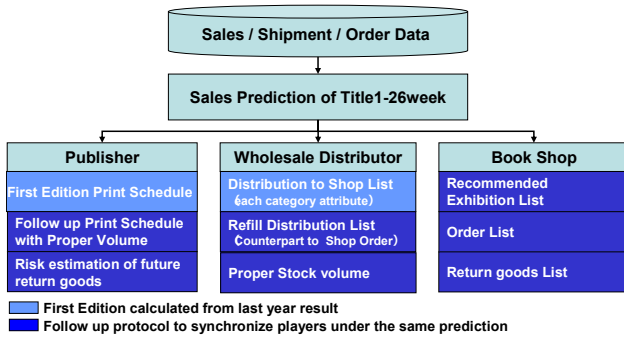 Sales / Shipment / Order Data
Sales Prediction of Title1-26week
Publisher
First Edition Print Schedule
Follow up Print Schedule
with Proper Volume
Risk estimation of future
return goods
Wholesale Distributor
Distribution to Shop List
(each category attribute)
Refill Distribution List
(Counterpart to Shop Order)
Proper Stock volume
Book Shop
Recommended
Exhibition List
Order List
Return goods List
First Edition calculated from last year result
Follow up protocol to synchronize players under the same prediction